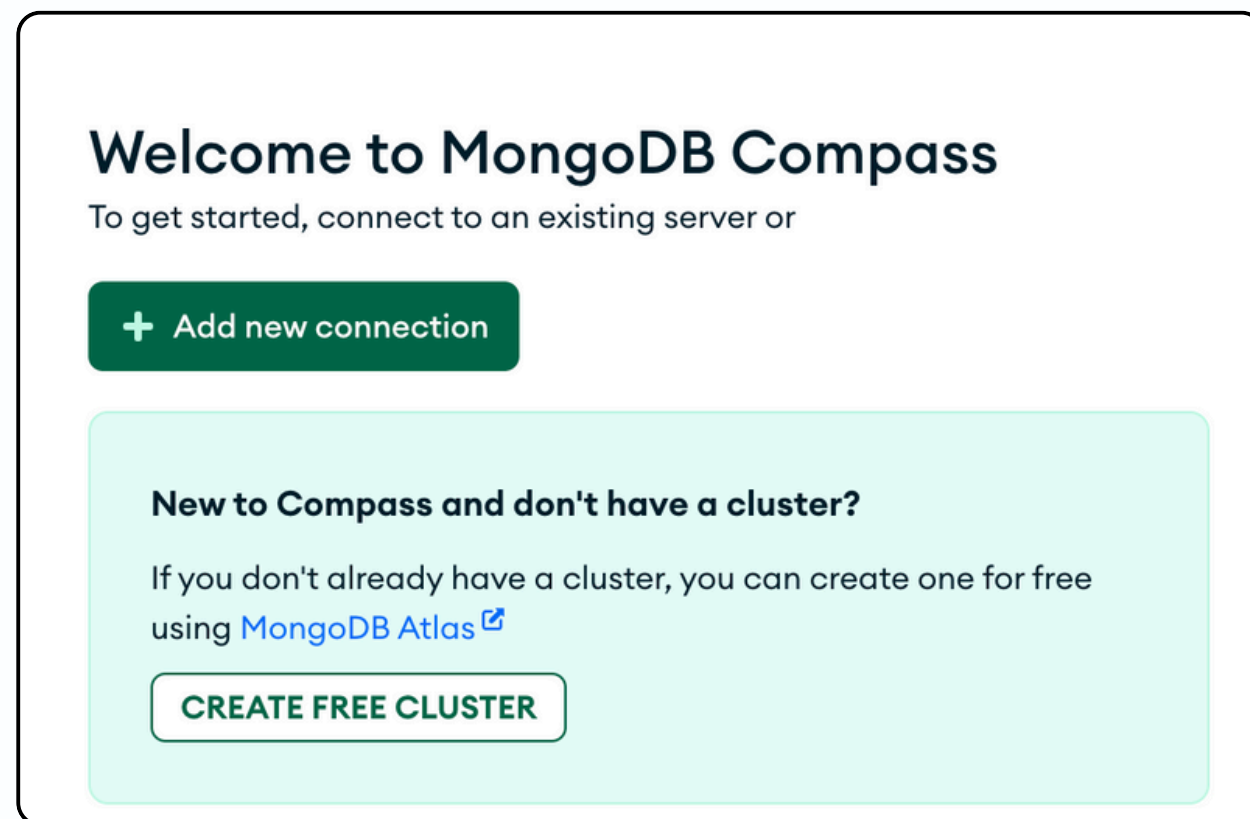 Welcome to MongoDB Compass
To get started, connect to an existing server or
Add new connection
New to Compass and don't have a cluster?
If you don't already have a cluster, you can create one for free
using MongoDB Atlas
CREATE FREE CLUSTER